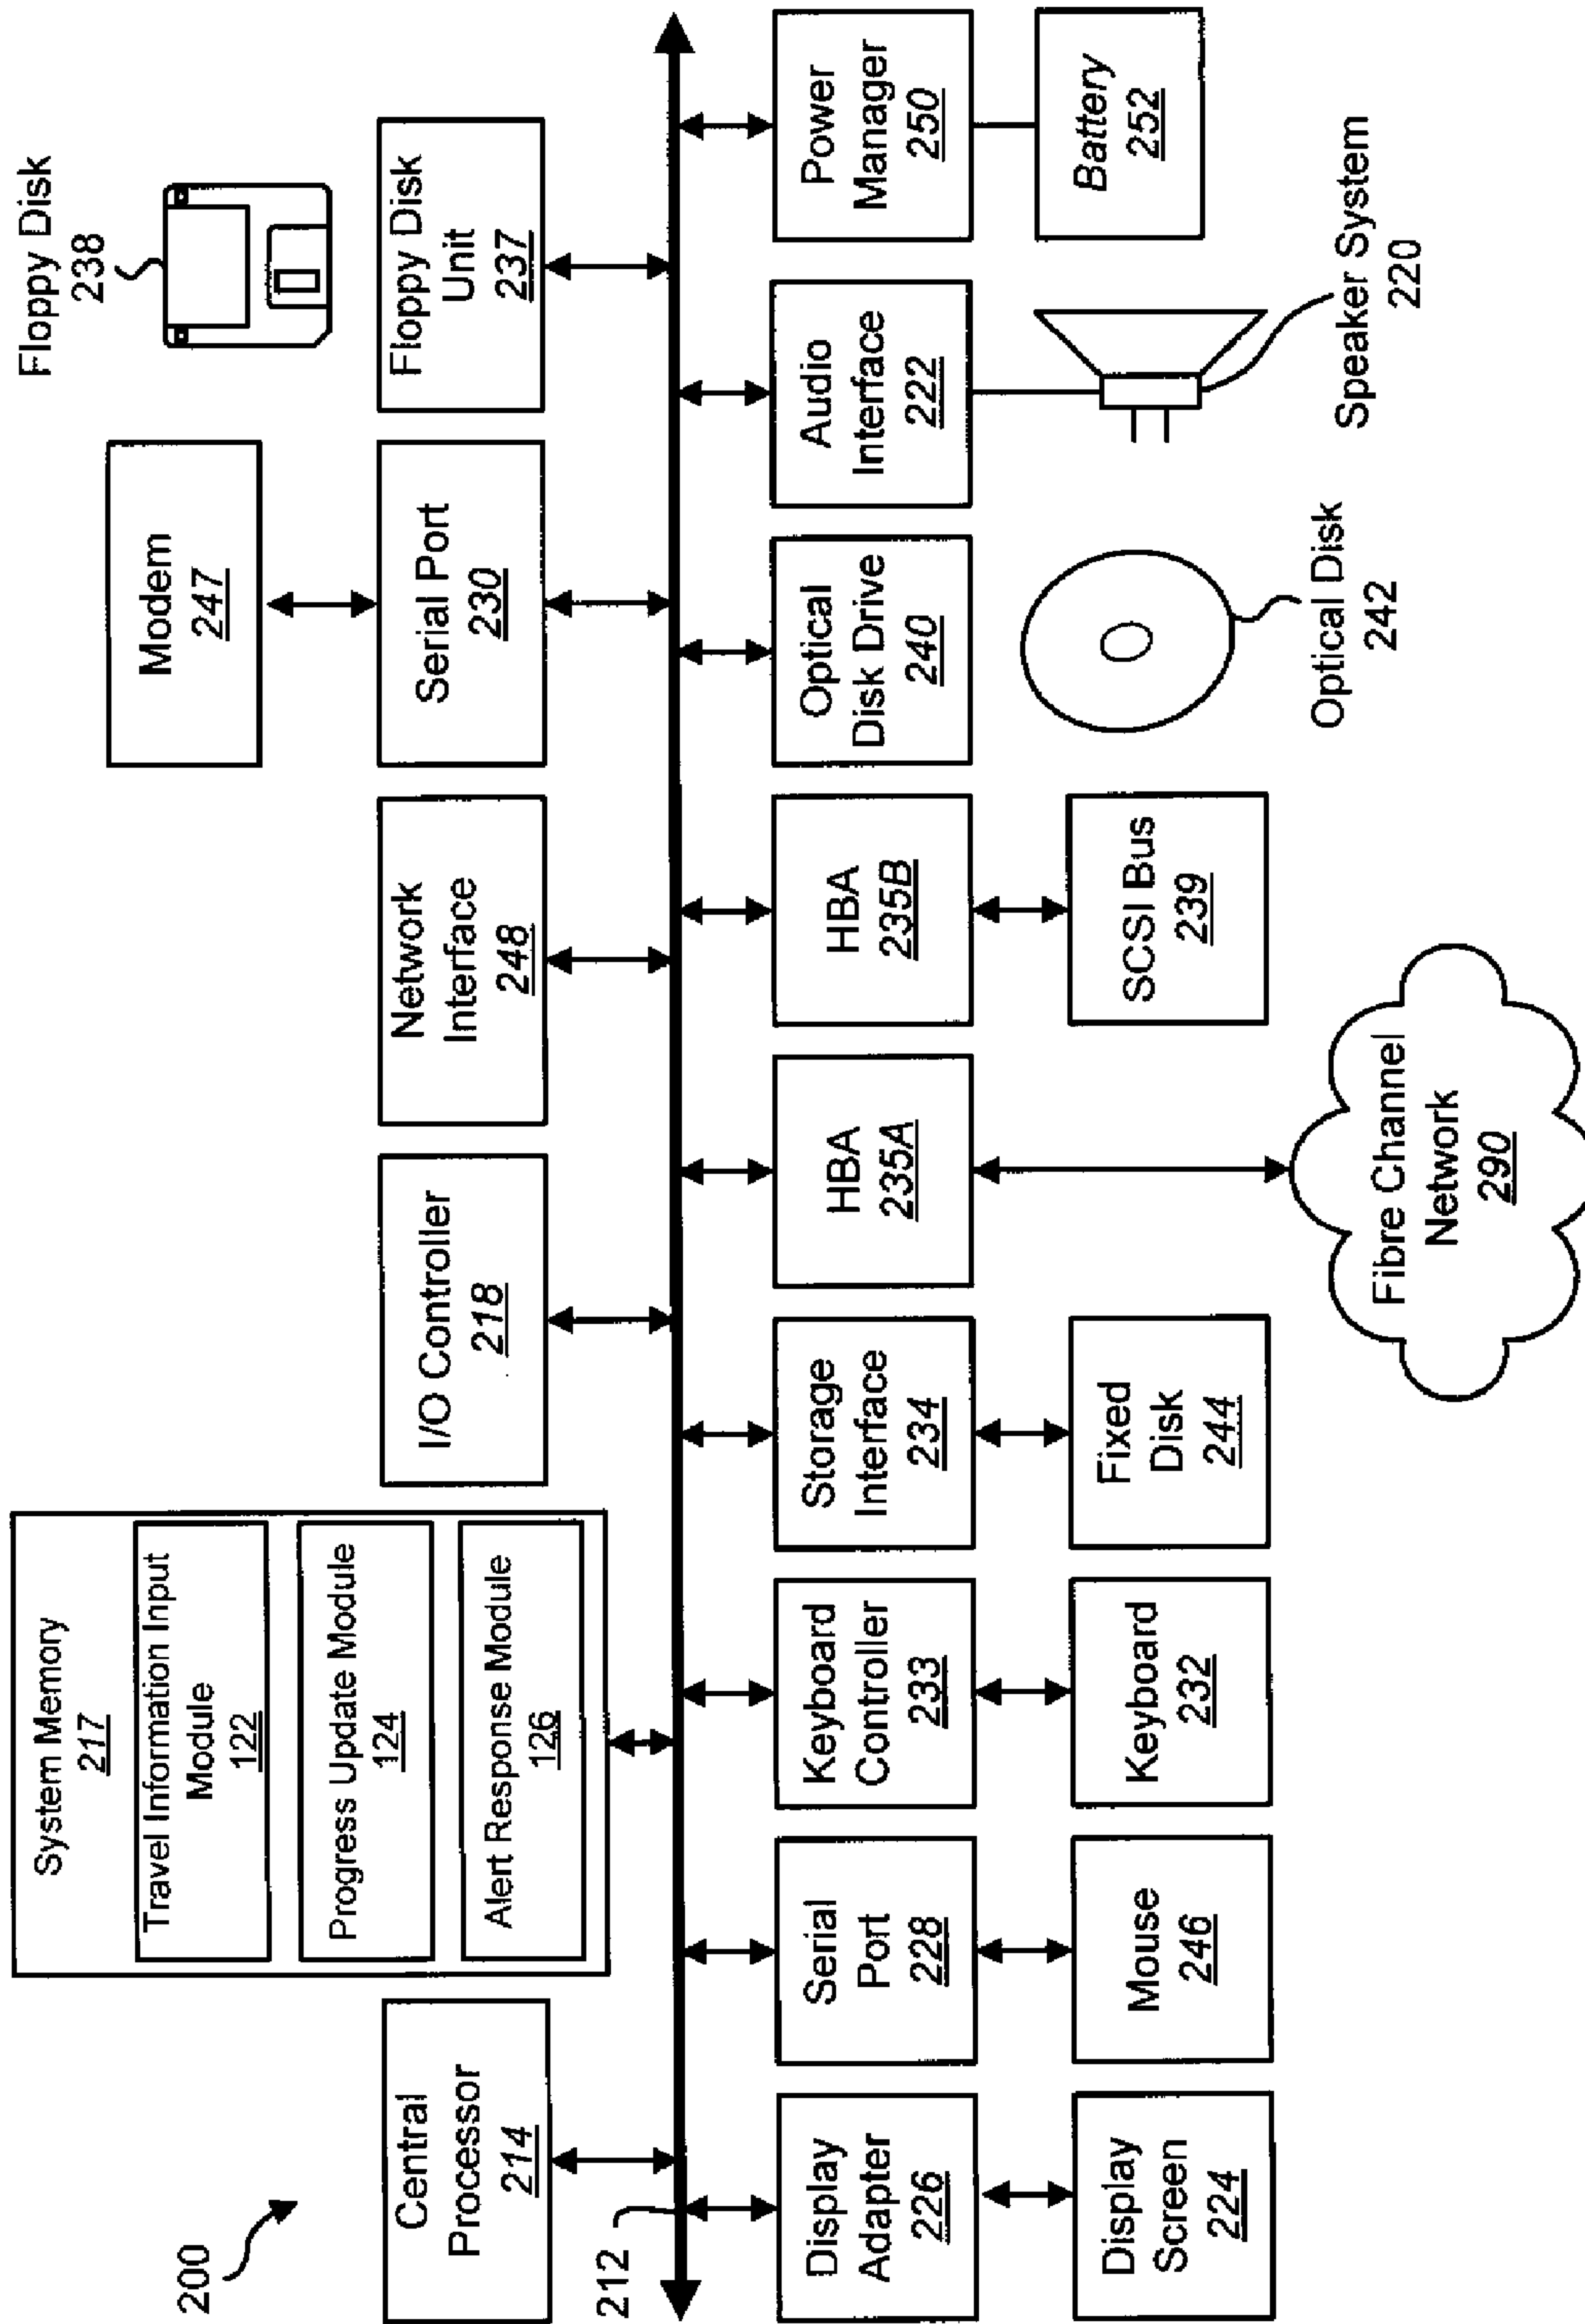 200
212
Central
Processor
214
System Memory
217
Travel Information Input
Module
122
Progress Update Module
124
Alert Response Module
126
I/O Controller
218
Network
Interface
248
Modem
247
Serial Port
230
Floppy Disk
238
Floppy Disk
Unit
237
Display
Adapter
226
Display
Screen
224
Serial
Port
228
Mouse
246
Keyboard
Controller
233
Keyboard
232
Storage
Interface
234
Fixed
Disk
244
HBA
235A
Fibre Channel
Network
290
HBA
235B
SCSI Bus
239
Optical
Disk Drive
240
Optical Disk
242
Audio
Interface
222
Speaker System
220
Power
Manager
250
Battery
252